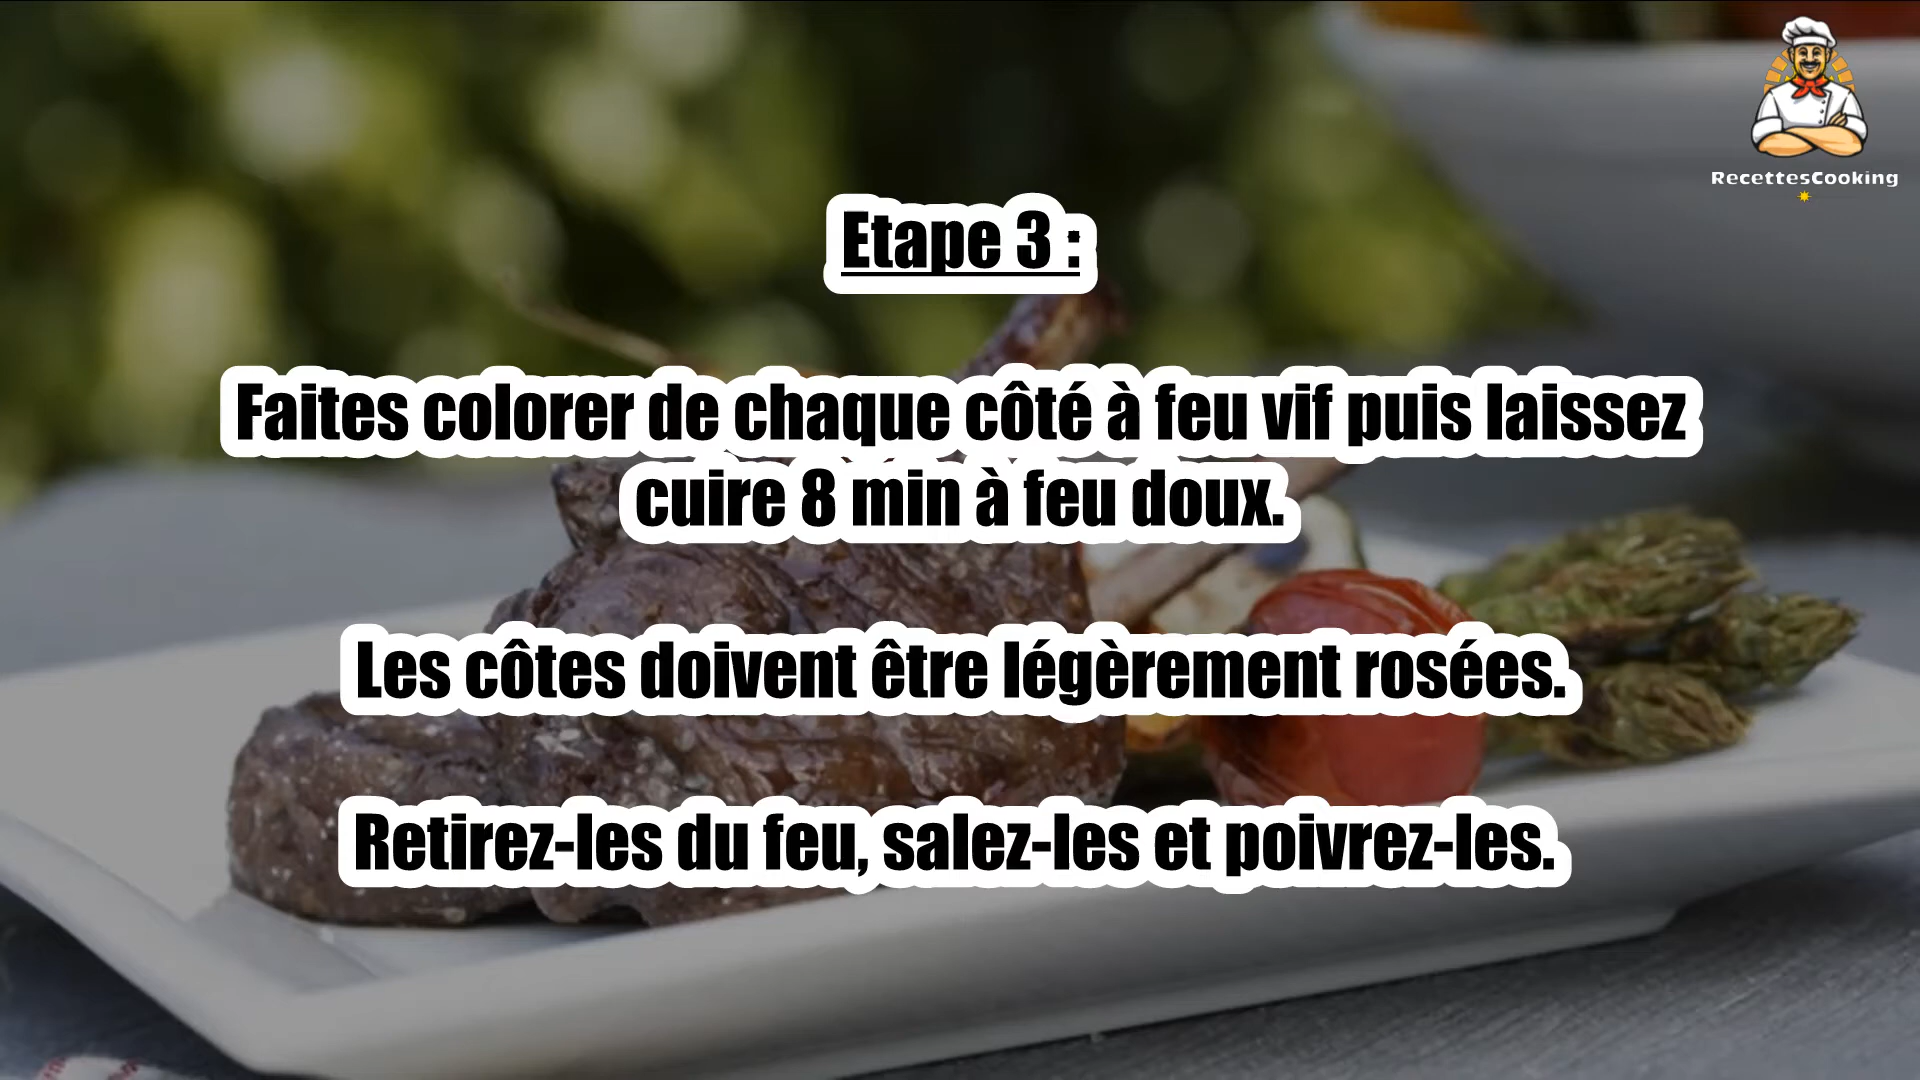 RecettesCooking
Etape 3 :
Faites colorer de chaque côté à feu vif puis laissez
cuire 8 min à feu doux.
Les côtes doivent être légèrement rosées.
Retirez-les du feu, salez-les et poivrez-les.